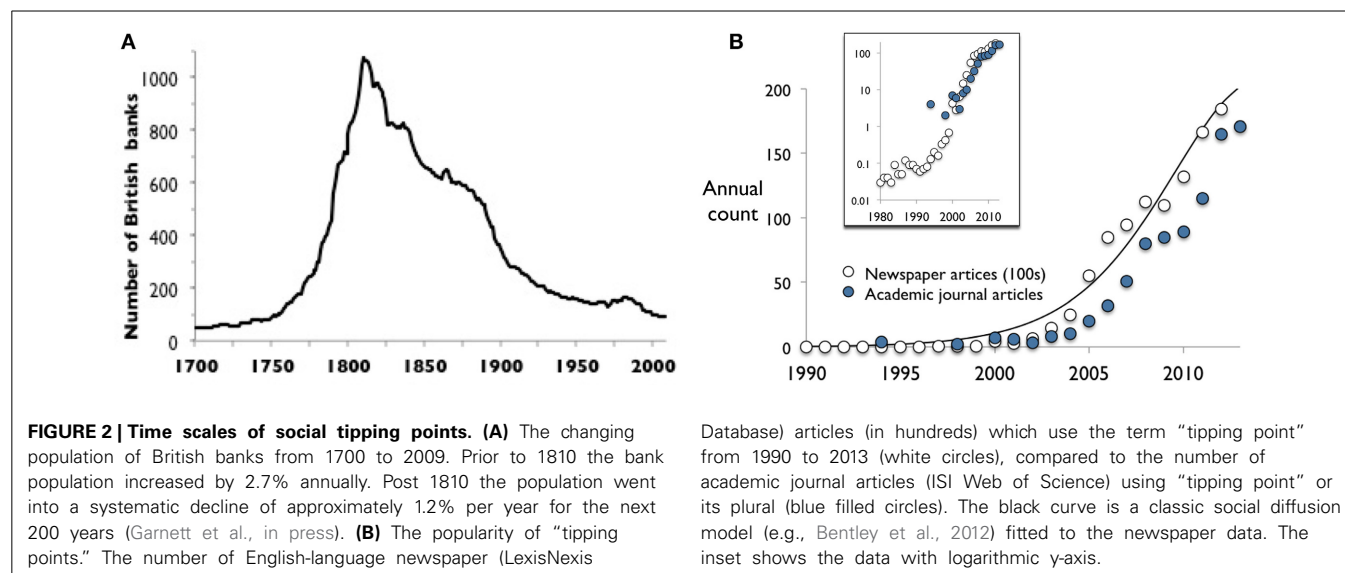 A
Number of British banks
1000
800
600
400
200
0
1700 1750 1800 1850 1900 1950 2000
B
Annual
count
200
150
100
50
0
1990 1995 2000 2005 2010
100
10
1
0.1
0.01
1980 1990 2000 2010
Newspaper artices (100s)
Academic journal articles
FIGURE 2 | Time scales of social tipping points. (A) The changing
population of British banks from 1700 to 2009. Prior to 1810 the bank
population increased by 2.7% annually. Post 1810 the population went
into a systematic decline of approximately 1.2% per year for the next
200 years (Garnett et al., in press). (B) The popularity of “tipping
points.” The number of English-language newspaper (LexisNexis
Database) articles (in hundreds) which use the term “tipping point”
from 1990 to 2013 (white circles), compared to the number of
academic journal articles (ISI Web of Science) using “tipping point” or
its plural (blue filled circles). The black curve is a classic social diffusion
model (e.g., Bentley et al., 2012) fitted to the newspaper data. The
inset shows the data with logarithmic y-axis.